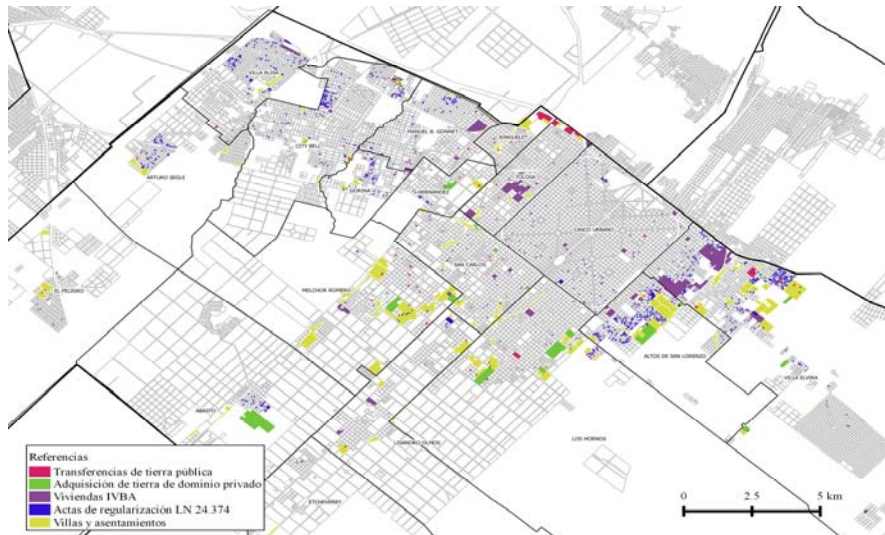 VILLA ELISA
MANUEL B. GONNET
RINGUELET
CITY BELL
TOLOSA
ARTURO SEGUI
GORINA
J. HERNANDEZ
CASCO URBANO
SAN CARLOS
EL PELIGRO
MELCHOR ROMERO
ALTOS DE SAN LORENZO
VILLA ELVIRA
ABASTO
LISANDRO OLMOS
LOS HORNOS
ETCHEVERRY
Referencias
Transferencias de tierra pública
Adquisición de tierra de dominio privado
Viviendas IVBA
Actas de regularización LN 24.374
Villas y asentamientos
0 2.5 5 km